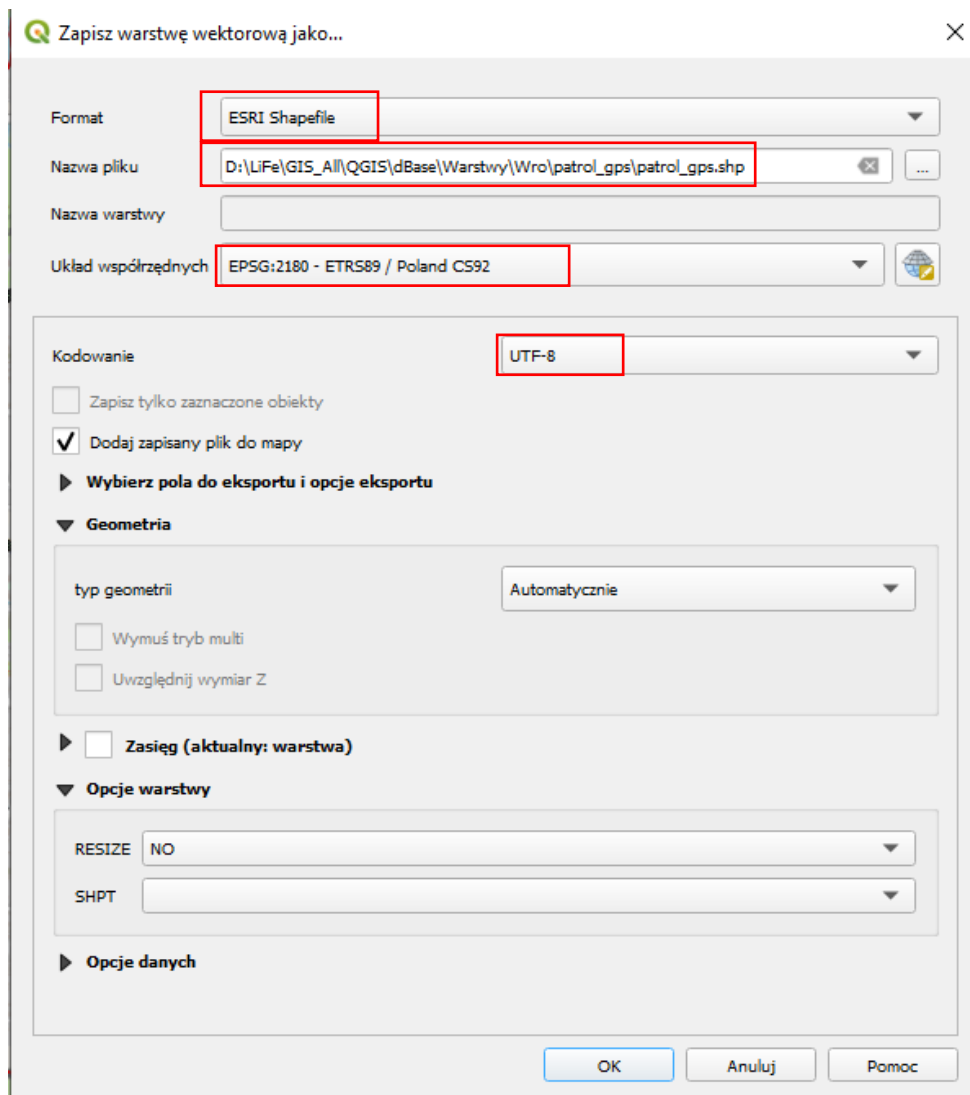 Zapisz warstwę wektorową jako...
Format ESRI Shapefile
Nazwa pliku D:\LiFe\GIS_All\QGIS\dBase\Warstwy\Wro\patrol_gps\patrol_gps.shp ...
Nazwa warstwy
Układ współrzędnych EPSG:2180 - ETRS89 / Poland CS92
Kodowanie UTF-8
Zapisz tylko zaznaczone obiekty
Dodaj zapisany plik do mapy
Wybierz pola do eksportu i opcje eksportu
Geometria
typ geometrii Automatycznie
Wymuś tryb multi
Uwzględnij wymiar Z
Zasięg (aktualny: warstwa)
Opcje warstwy
RESIZE NO
SHPT
Opcje danych
OK Anuluj Pomoc